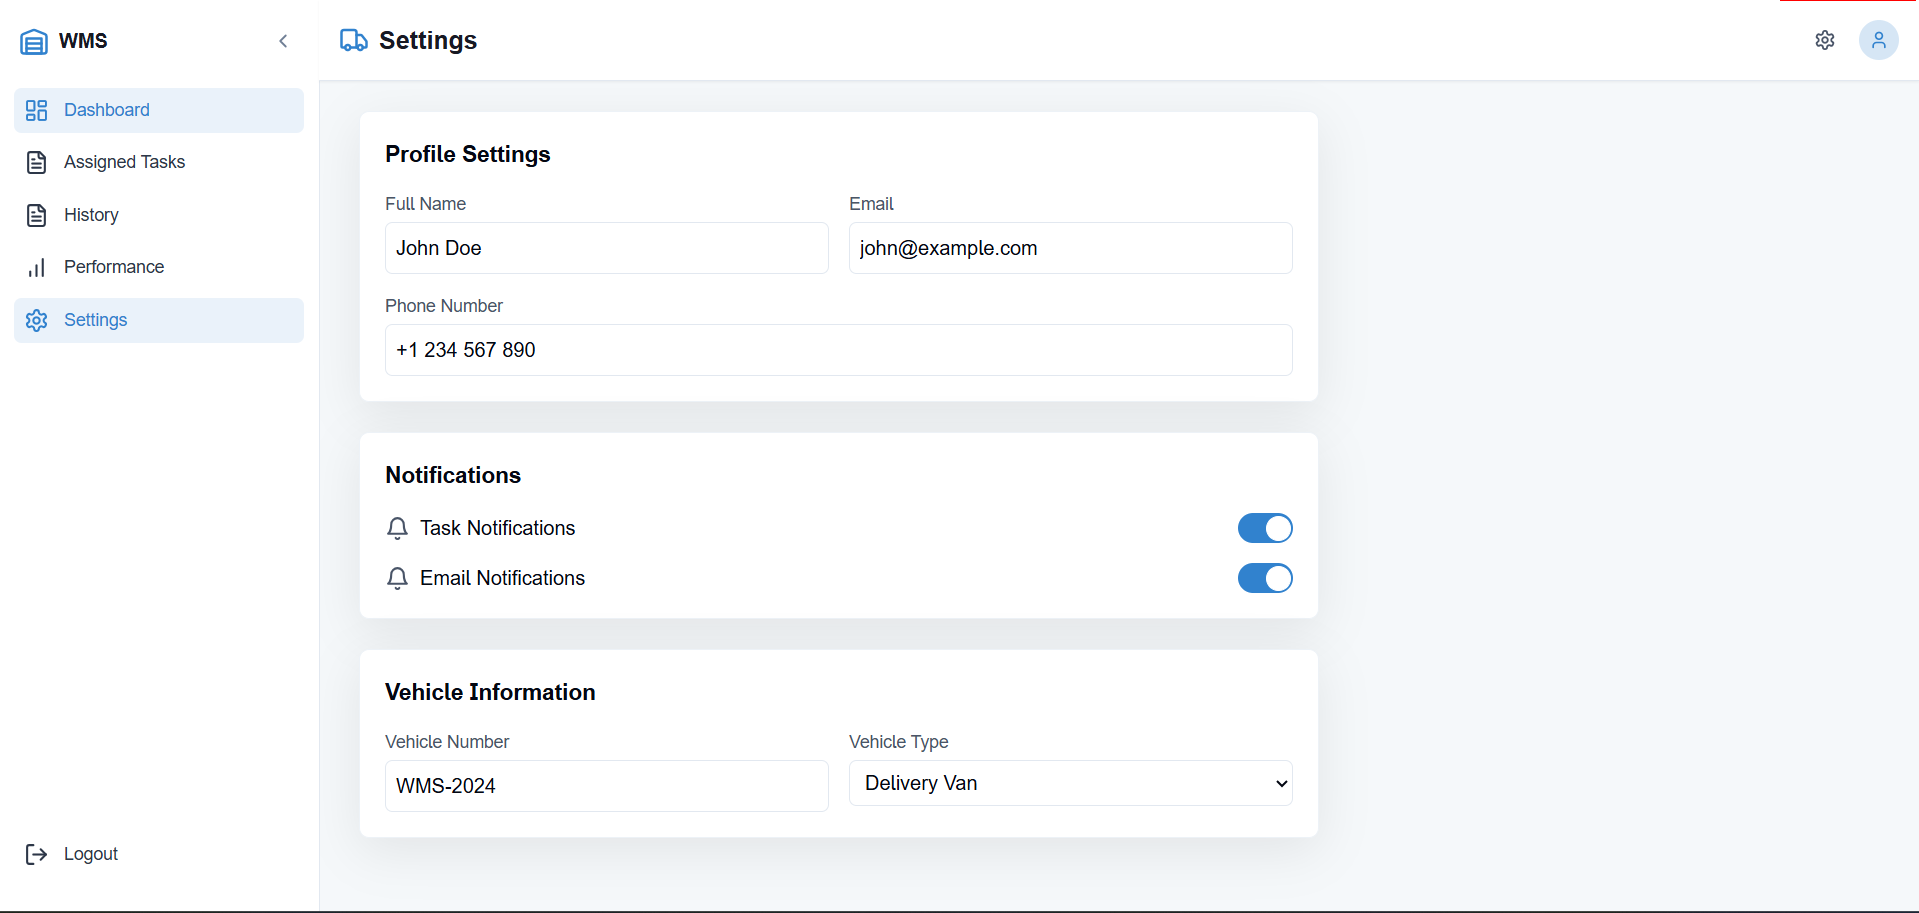 WMS
Dashboard
Assigned Tasks
History
Performance
Settings
Logout
Settings
Profile Settings
Full Name
John Doe
Email
john@example.com
Phone Number
+1 234 567 890
Notifications
Task Notifications
Email Notifications
Vehicle Information
Vehicle Number
WMS-2024
Vehicle Type
Delivery Van